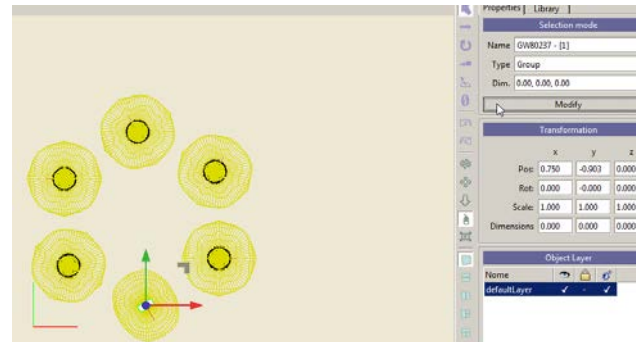 Properties Library
Selection mode
Name GW80237 - [1]
Type Group
Dim. 0.00, 0.00, 0.00
Modify
Transformation
x y z
Pos: 0.750 -0.903 0.000
Rot: 0.000 -0.000 0.000
Scale: 1.000 1.000 1.000
Dimensions 0.000 0.000 0.000
Object Layer
Nome
defaultLayer